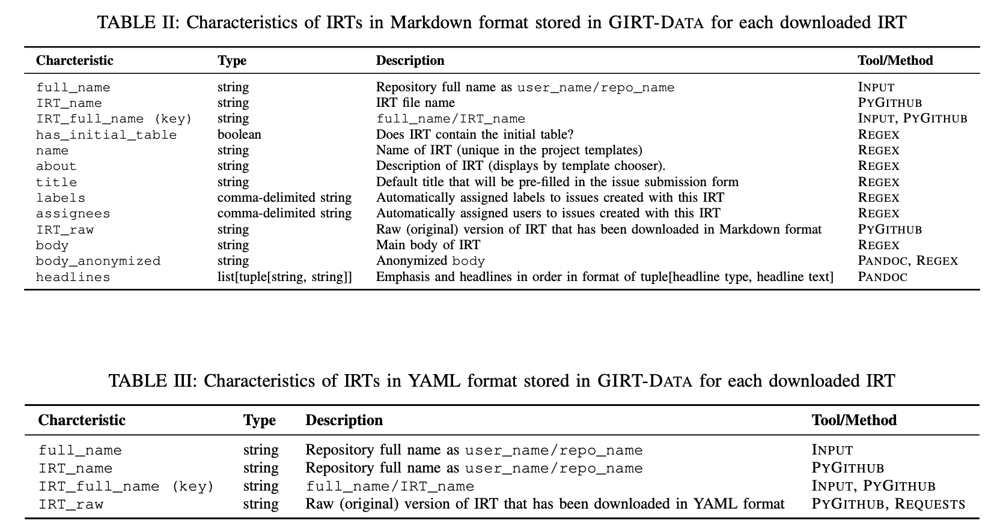 TABLE II: Characteristics of IRTs in Markdown format stored in GIRT-DATA for each downloaded IRT
Charcteristic Type Description Tool/Method
full_name string Repository full name as user_name/repo_name INPUT
IRT_name string IRT file name PYGITHUB
IRT_full_name (key) string full_name/IRT_name INPUT, PYGITHUB
has_initial_table boolean Does IRT contain the initial table? REGEX
name string Name of IRT (unique in the project templates) REGEX
about string Description of IRT (displays by template chooser). REGEX
title string Default title that will be pre-filled in the issue submission form REGEX
labels comma-delimited string Automatically assigned labels to issues created with this IRT REGEX
assignees comma-delimited string Automatically assigned users to issues created with this IRT REGEX
IRT_raw string Raw (original) version of IRT that has been downloaded in Markdown format PYGITHUB
body string Main body of IRT REGEX
body_anonymized string Anonymized body PANDOC, REGEX
headlines list[tuple[string, string]] Emphasis and headlines in order in format of tuple[headline type, headline text] PANDOC
TABLE III: Characteristics of IRTs in YAML format stored in GIRT-DATA for each downloaded IRT
Charcteristic Type Description Tool/Method
full_name string Repository full name as user_name/repo_name INPUT
IRT_name string Repository full name as user_name/repo_name PYGITHUB
IRT_full_name (key) string full_name/IRT_name INPUT, PYGITHUB
IRT_raw string Raw (original) version of IRT that has been downloaded in YAML format PYGITHUB, REQUESTS